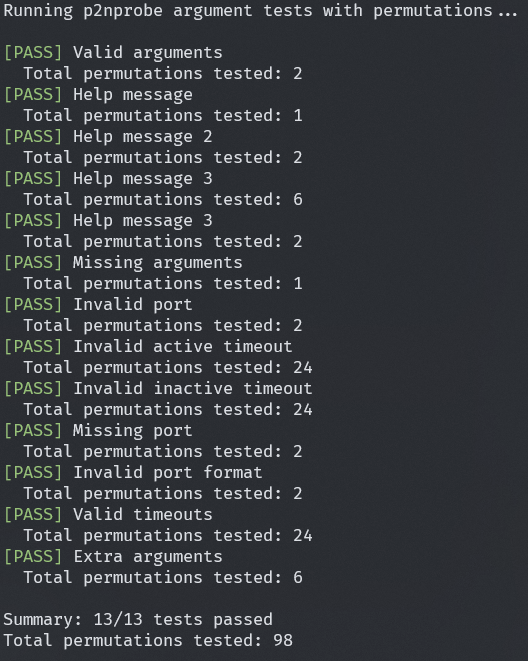 Running p2nprobe argument tests with permutations...
[PASS] Valid arguments
Total permutations tested: 2
[PASS] Help message
Total permutations tested: 1
[PASS] Help message 2
Total permutations tested: 2
[PASS] Help message 3
Total permutations tested: 6
[PASS] Help message 3
Total permutations tested: 2
[PASS] Missing arguments
Total permutations tested: 1
[PASS] Invalid port
Total permutations tested: 2
[PASS] Invalid active timeout
Total permutations tested: 24
[PASS] Invalid inactive timeout
Total permutations tested: 24
[PASS] Missing port
Total permutations tested: 2
[PASS] Invalid port format
Total permutations tested: 2
[PASS] Valid timeouts
Total permutations tested: 24
[PASS] Extra arguments
Total permutations tested: 6
Summary: 13/13 tests passed
Total permutations tested: 98